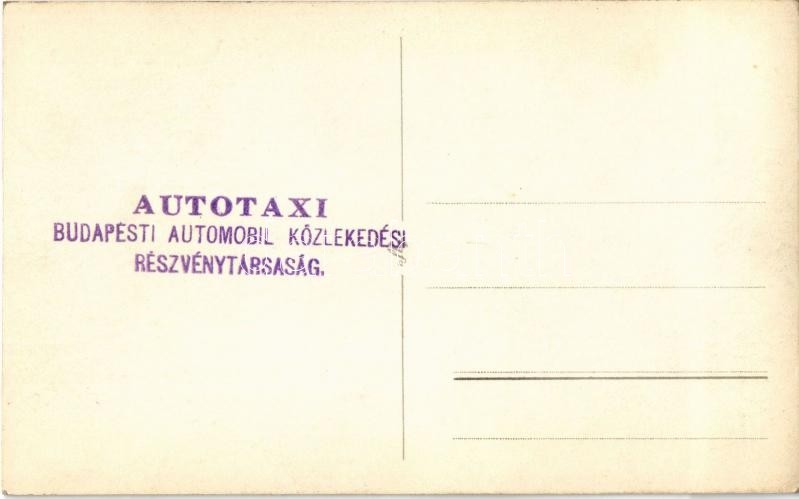 AUTOTAXI
BUDAPESTI AUTOMOBIL KÖZLEKEDÉSI
RÉSZVÉNYTÁRSASÁG.